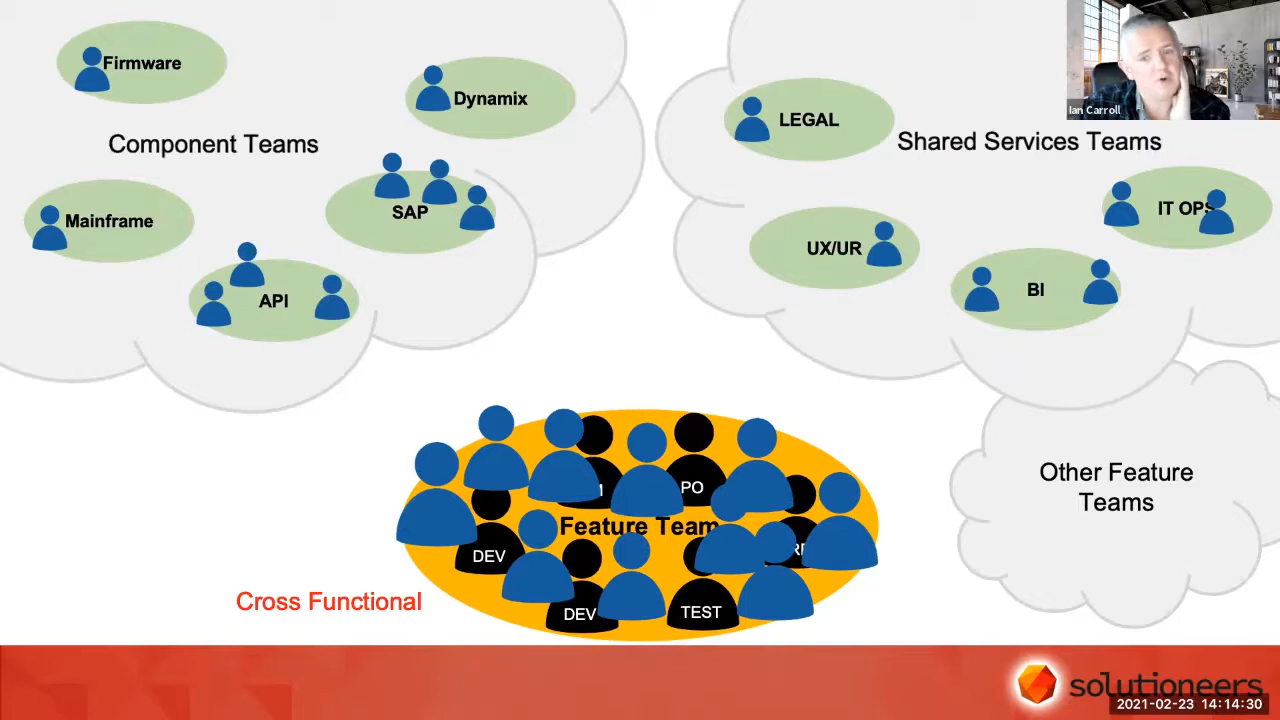 Firmware
Dynamix
Component Teams
Mainframe
SAP
API
LEGAL
Shared Services Teams
IT OPS
UX/UR
BI
Ian Carroll
Other Feature
Teams
PO
Feature Team
DEV
DEV
TEST
Cross Functional
solutioneers
2021-02-23 14:14:30